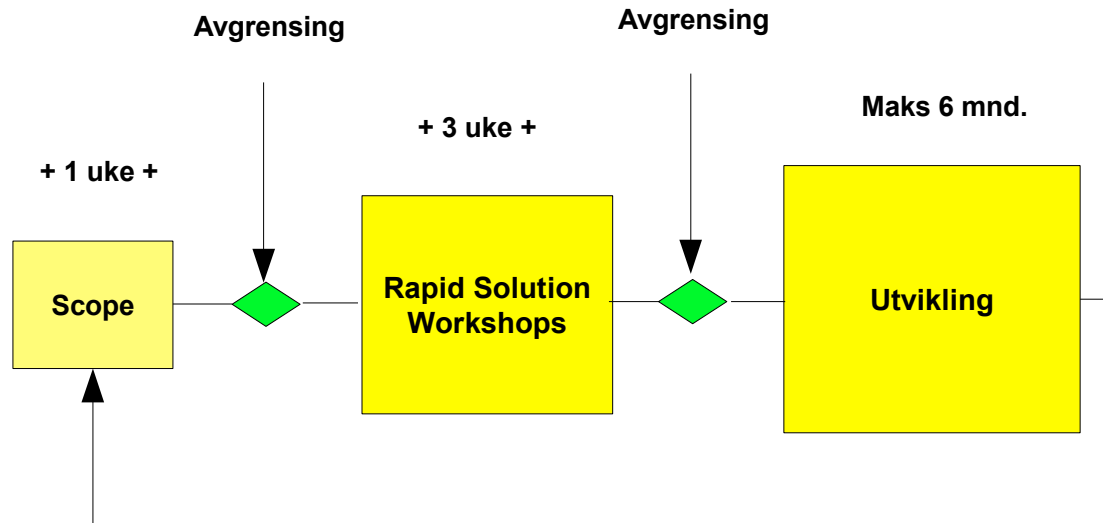 Avgrensing
Avgrensing
Maks 6 mnd.
+ 3 uke +
+ 1 uke +
Scope
Rapid Solution
Workshops
Utvikling